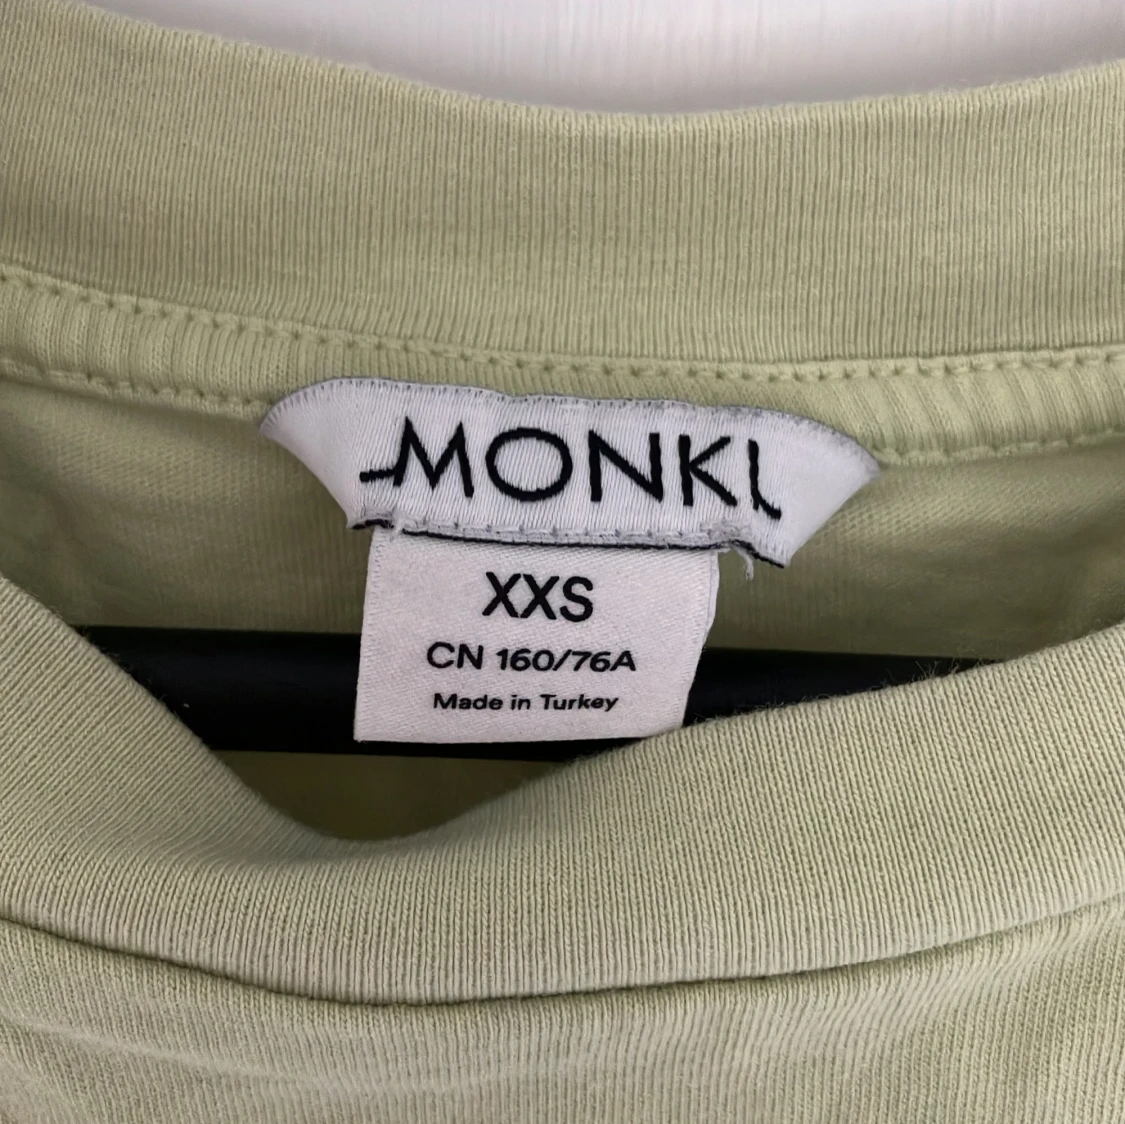 MONKI
XXS
CN 160/76A
Made in Turkey